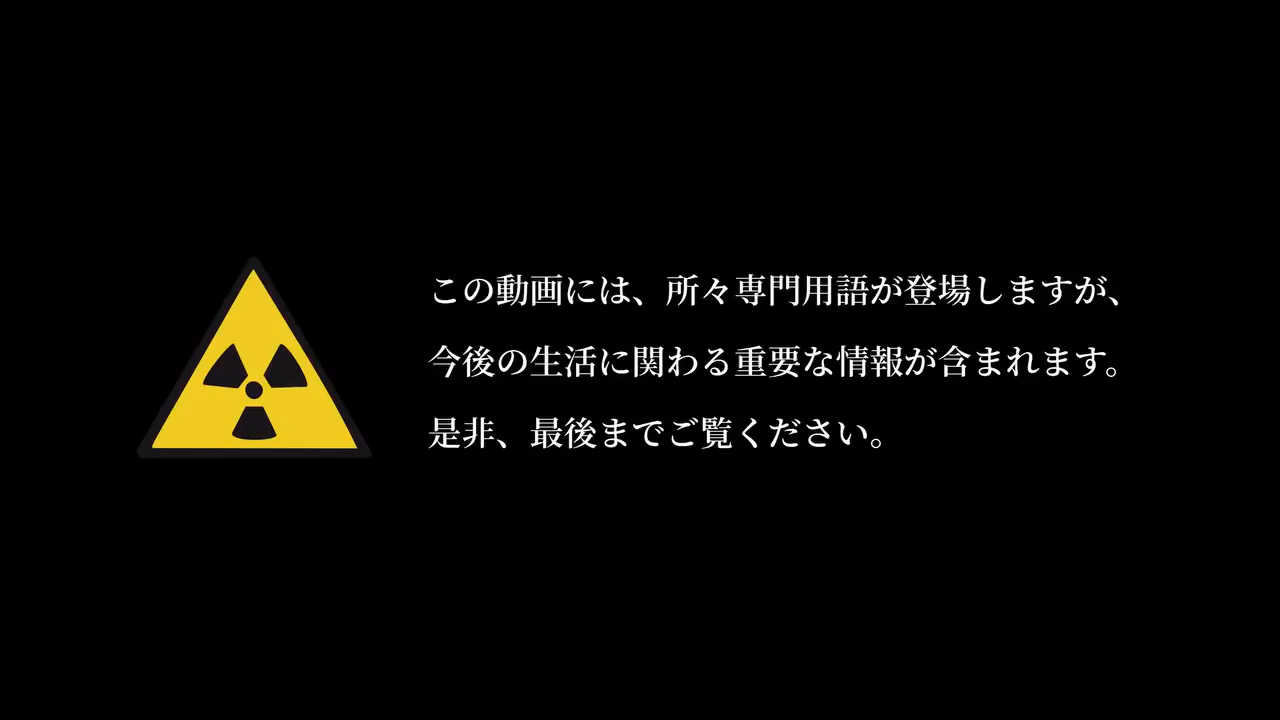 この動画には、所々専門用語が登場しますが、
今後の生活に関わる重要な情報が含まれます。
是非、最後までご覧ください。